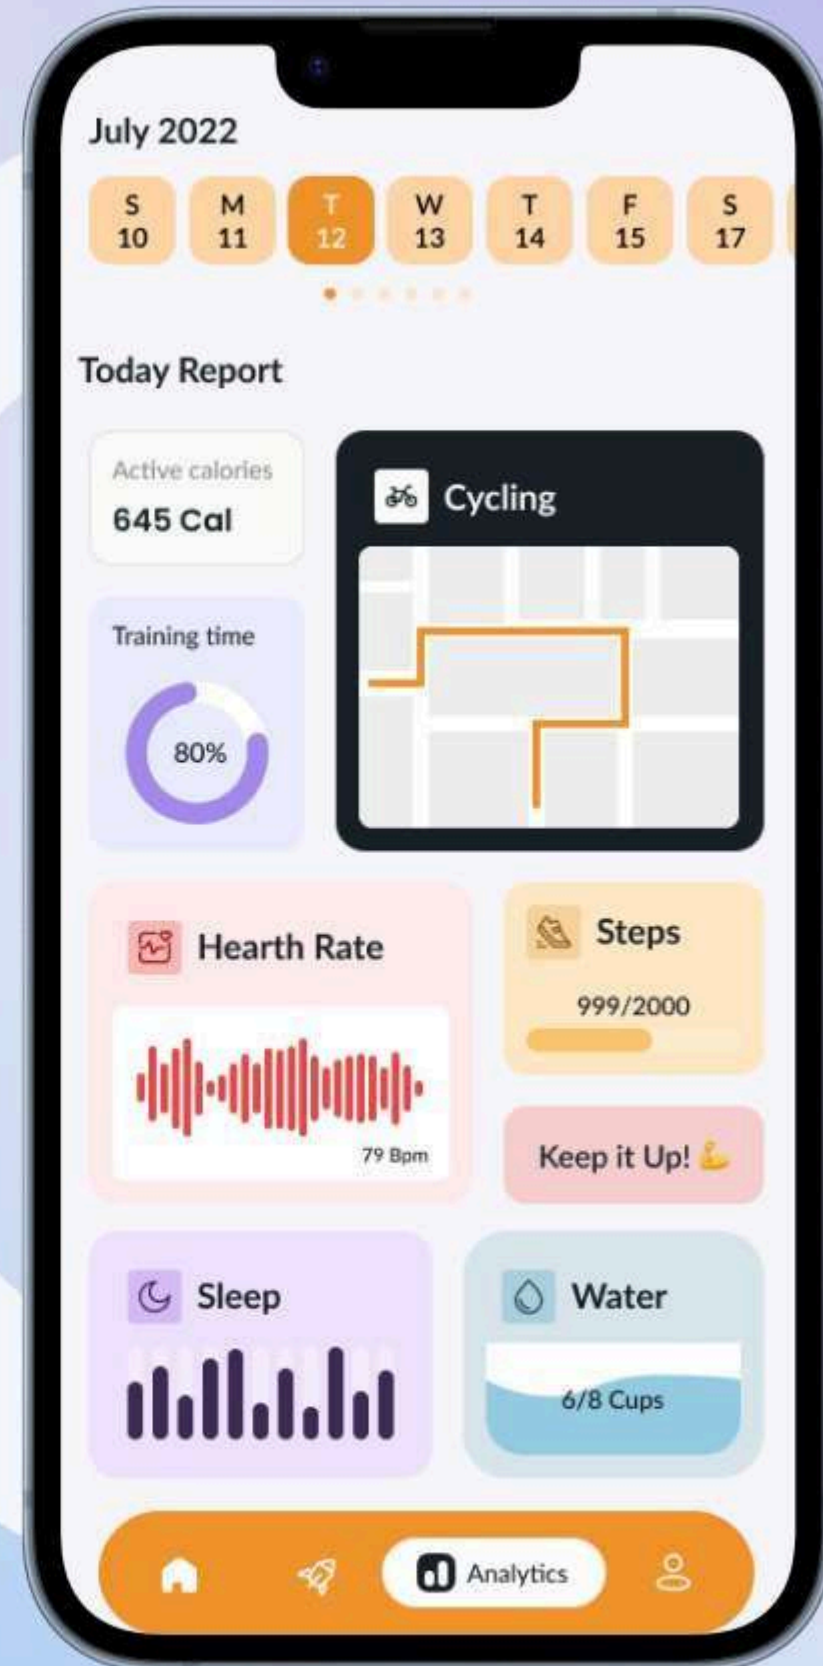 July 2022
S M T W T F S
10 11 12 13 14 15 17
Today Report
Active calories
645 Cal
Cycling
Training time
80%
Hearth Rate
79 Bpm
Steps
999/2000
Keep it Up! 💪
Sleep
Water
6/8 Cups
Analytics